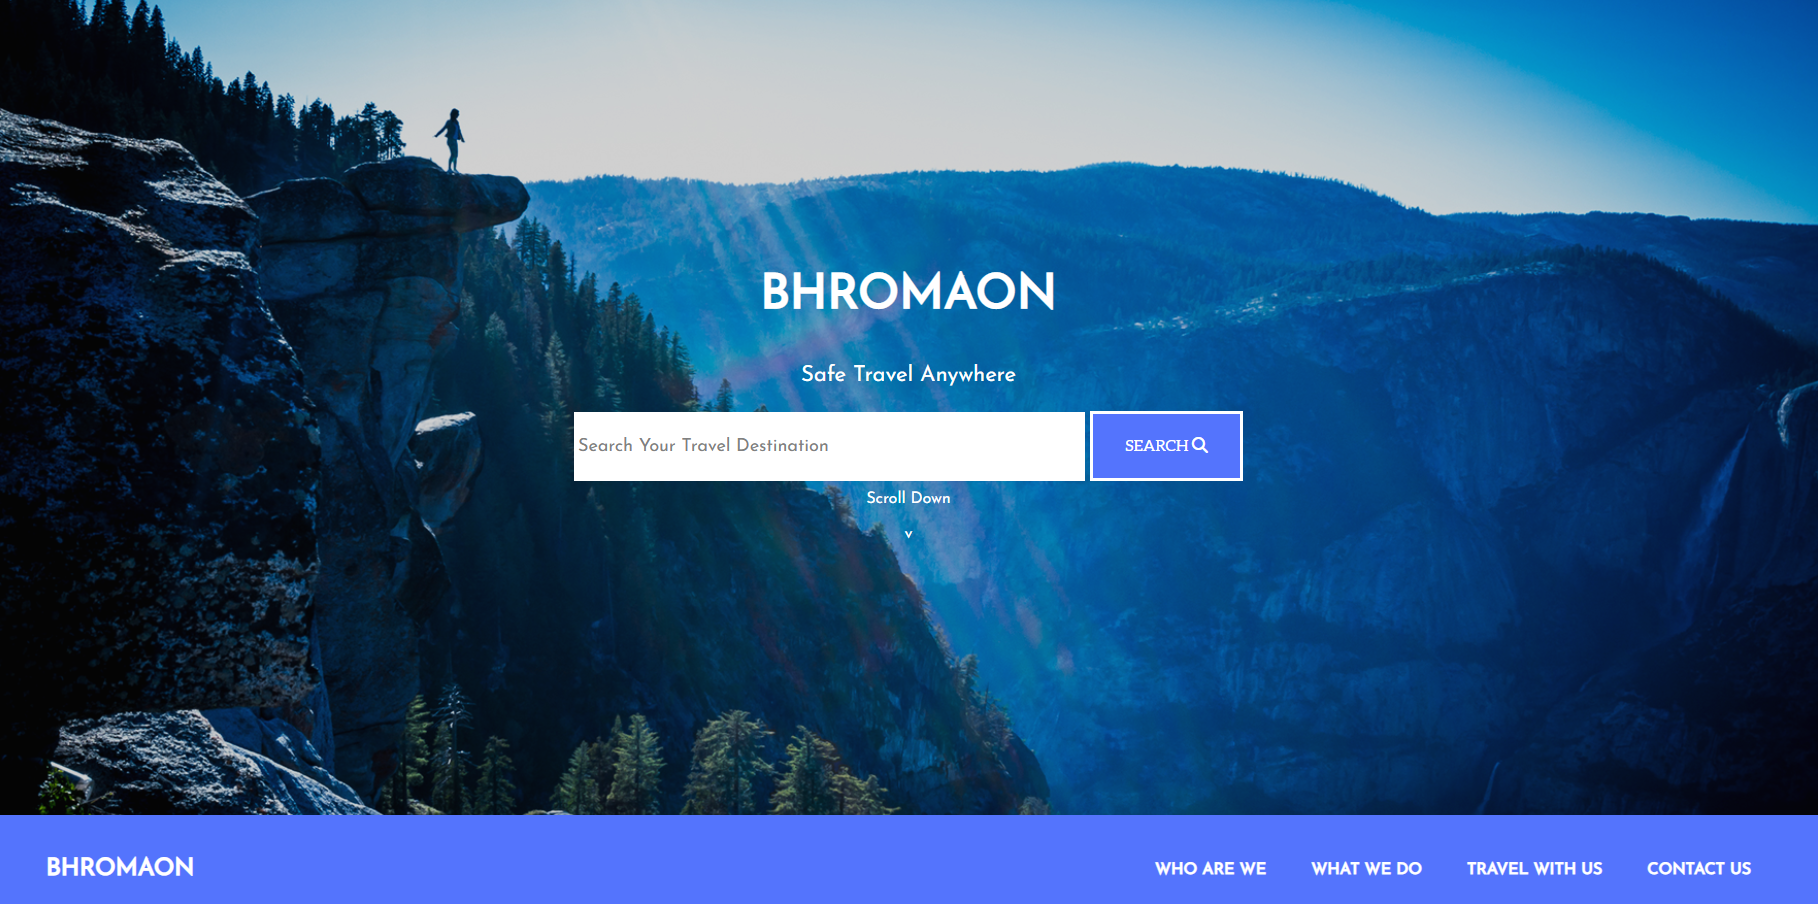 BHROMAON
Safe Travel Anywhere
Search Your Travel Destination
SEARCH
Scroll Down
v
BHROMAON
WHO ARE WE
WHAT WE DO
TRAVEL WITH US
CONTACT US